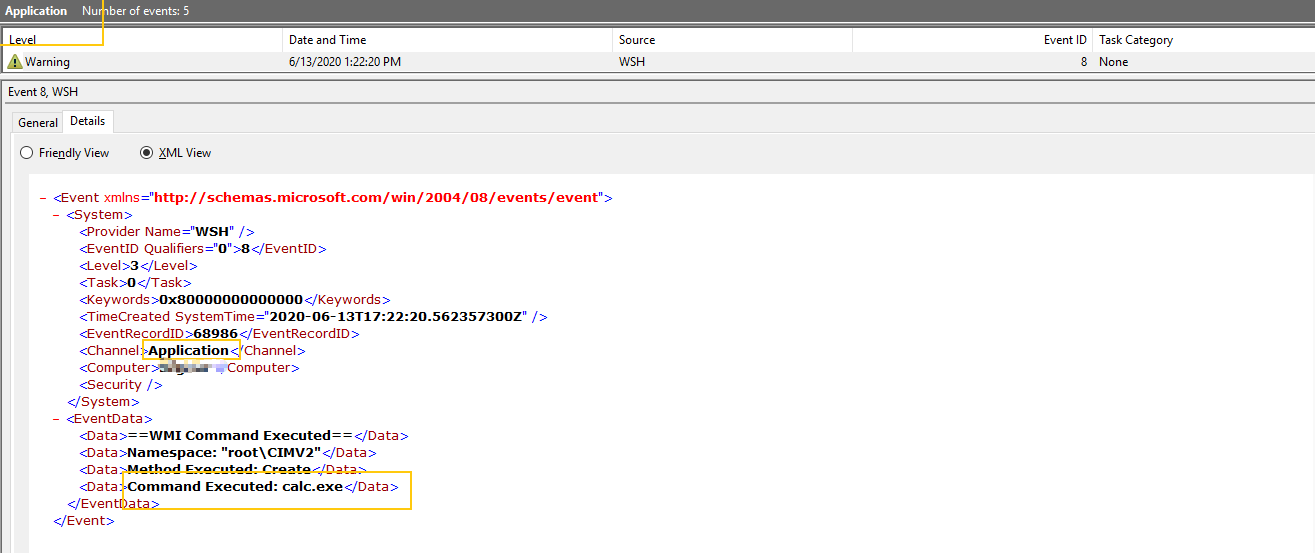 Application Number of events: 5
Level Date and Time Source Event ID Task Category
Warning 6/13/2020 1:22:20 PM WSH 8 None
Event 8, WSH
General Details
Friendly View XML View
- <Event xmlns="http://schemas.microsoft.com/win/2004/08/events/event">
- <System>
<Provider Name="WSH" />
<EventID Qualifiers="0">8</EventID>
<Level>3</Level>
<Task>0</Task>
<Keywords>0x80000000000000</Keywords>
<TimeCreated SystemTime="2020-06-13T17:22:20.562357300Z" />
<EventRecordID>68986</EventRecordID>
<Channel>Application</Channel>
<Computer> /Computer>
<Security />
</System>
- <EventData>
<Data>==WMI Command Executed==</Data>
<Data>Namespace: "root\CIMV2"</Data>
<Data>Method Executed: Create</Data>
<Data>Command Executed: calc.exe</Data>
</EventData>
</Event>